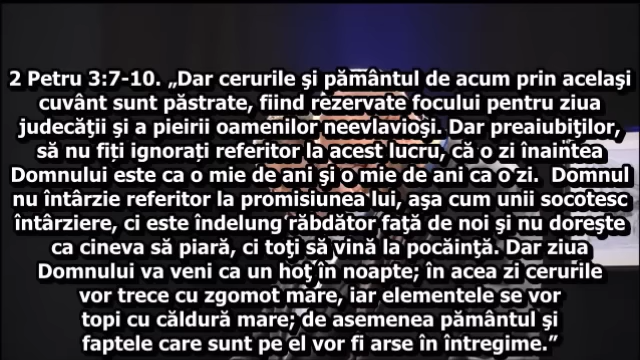 2 Petru 3:7-10. „Dar cerurile şi pământul de acum prin acelaşi
cuvânt sunt păstrate, fiind rezervate focului pentru ziua
judecăţii şi a pieirii oamenilor neevlavioşi. Dar preaiubiţilor,
să nu fiți ignorați referitor la acest lucru, că o zi înaintea
Domnului este ca o mie de ani şi o mie de ani ca o zi. Domnul
nu întârzie referitor la promisiunea lui, aşa cum unii socotesc
întârziere, ci este îndelung răbdător faţă de noi şi nu doreşte
ca cineva să piară, ci toţi să vină la pocăinţă. Dar ziua
Domnului va veni ca un hoţ în noapte; în acea zi cerurile
vor trece cu zgomot mare, iar elementele se vor
topi cu căldură mare; de asemenea pământul şi
faptele care sunt pe el vor fi arse în întregime.”